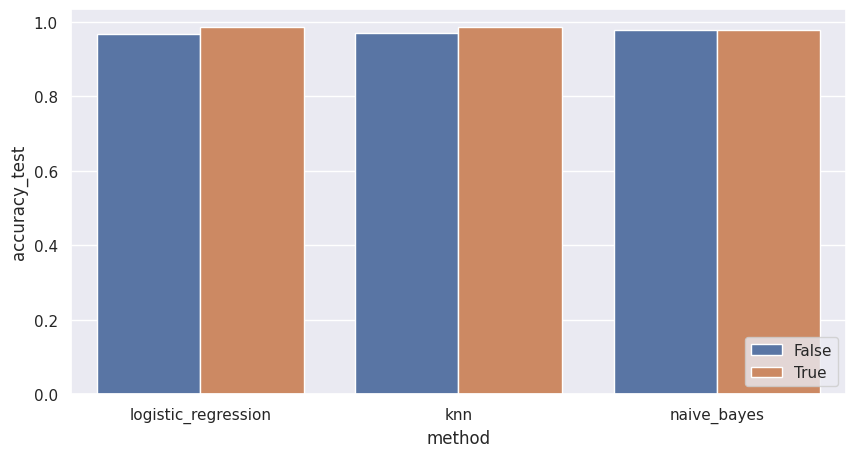 1.0
0.8
0.6
0.4
0.2
0.0
accuracy_test
logistic_regression
knn
naive_bayes
method
False
True